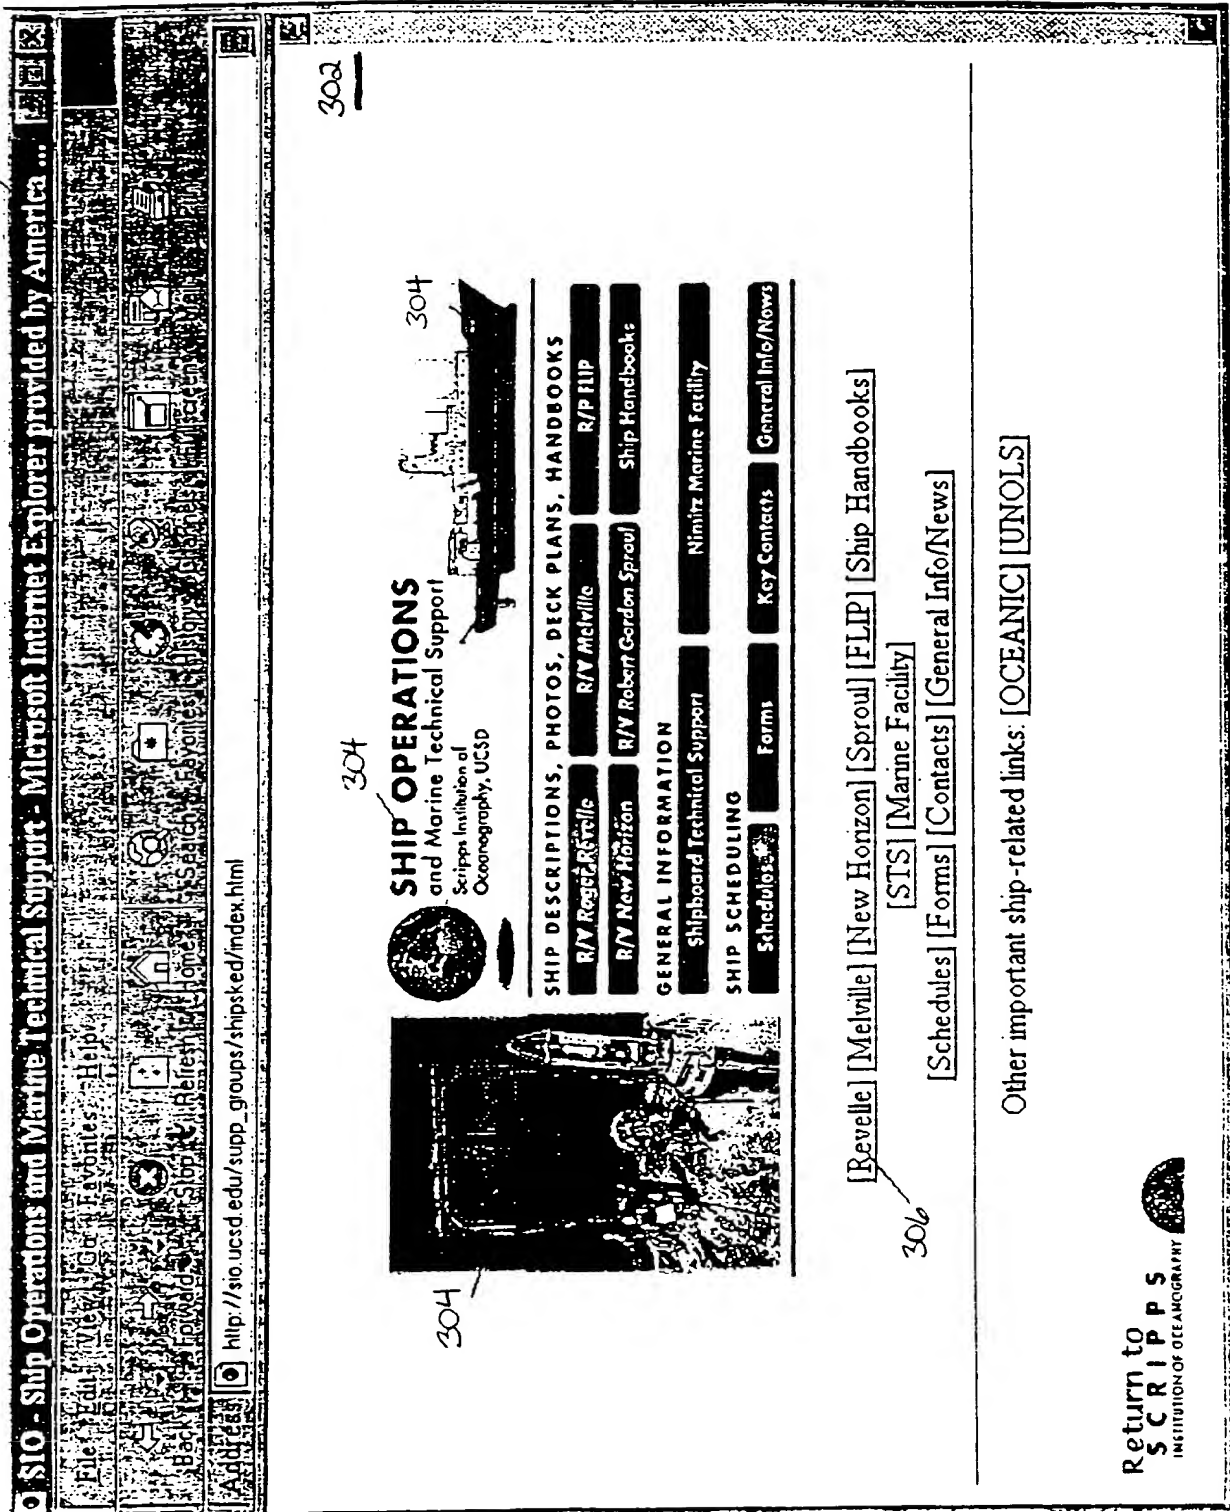 SIO - Ship Operations and Marine Technical Support - Microsoft Internet Explorer provided by America ...
File Edit View Go Favorites Help
Back Forward Stop Refresh Home Search Favorites History Channels Fullscreen Mail
Address http://sio.ucsd.edu/supp_groups/shipsked/index.html
302
304
SHIP OPERATIONS
and Marine Technical Support
Scripps Institution of
Oceanography, UCSD
304
304
SHIP DESCRIPTIONS, PHOTOS, DECK PLANS, HANDBOOKS
R/V Roger Revelle R/V Melville R/P FLIP
R/V New Horizon R/V Robert Gordon Sproul Ship Handbooks
GENERAL INFORMATION
Shipboard Technical Support Nimitz Marine Facility
SHIP SCHEDULING
Schedules Forms Key Contacts General Info/News
[Revelle] [Melville] [New Horizon] [Sproul] [FLIP] [Ship Handbooks]
306
[STS] [Marine Facility]
[Schedules] [Forms] [Contacts] [General Info/News]
Other important ship-related links: [OCEANIC] [UNOLS]
Return to
SCRIPPS
INSTITUTION OF OCEANOGRAPHY